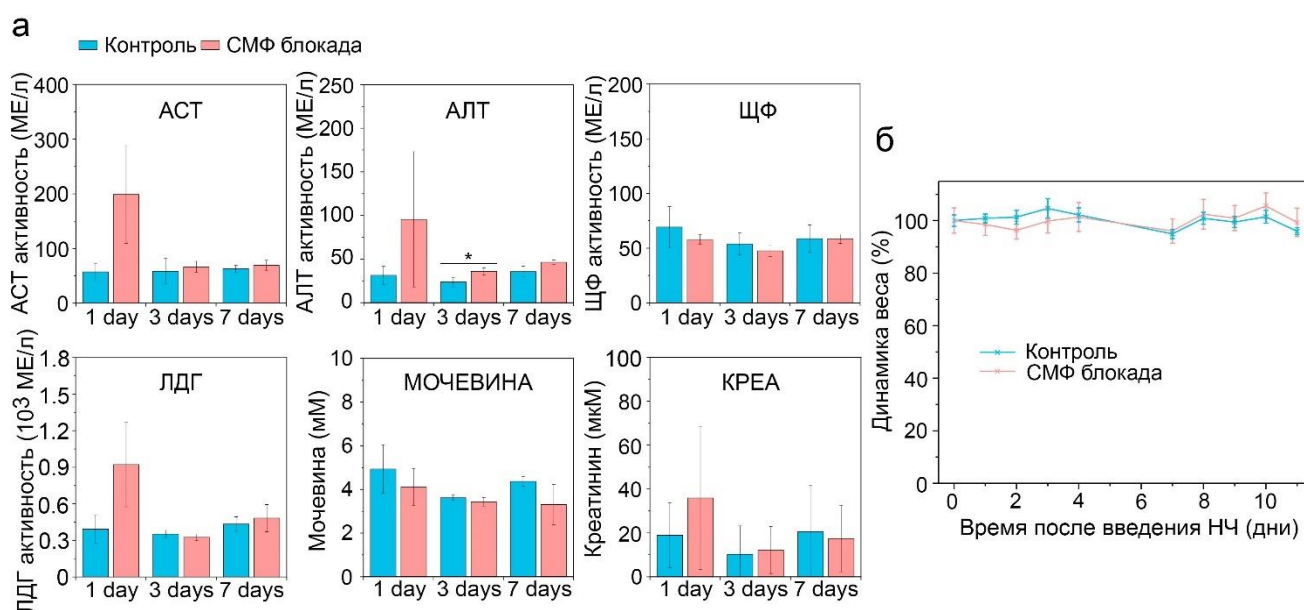 а
Контроль СМФ блокада
АСТ активность (МЕ/л)
400
300
200
100
0
АСТ
1 day 3 days 7 days
АЛТ активность (МЕ/л)
250
200
150
100
50
0
АЛТ
*
1 day 3 days 7 days
ЩФ активность (МЕ/л)
200
150
100
50
0
ЩФ
1 day 3 days 7 days
ЛДГ активность (10³ МЕ/л)
1.8
1.5
1.2
0.9
0.6
0.3
0
ЛДГ
1 day 3 days 7 days
Мочевина (мМ)
10
8
6
4
2
0
МОЧЕВИНА
1 day 3 days 7 days
Креатинин (мкМ)
100
80
60
40
20
0
КРЕА
1 day 3 days 7 days
б
Динамика веса (%)
100
80
60
40
20
0
Контроль
СМФ блокада
0 2 4 6 8 10
Время после введения НЧ (дни)